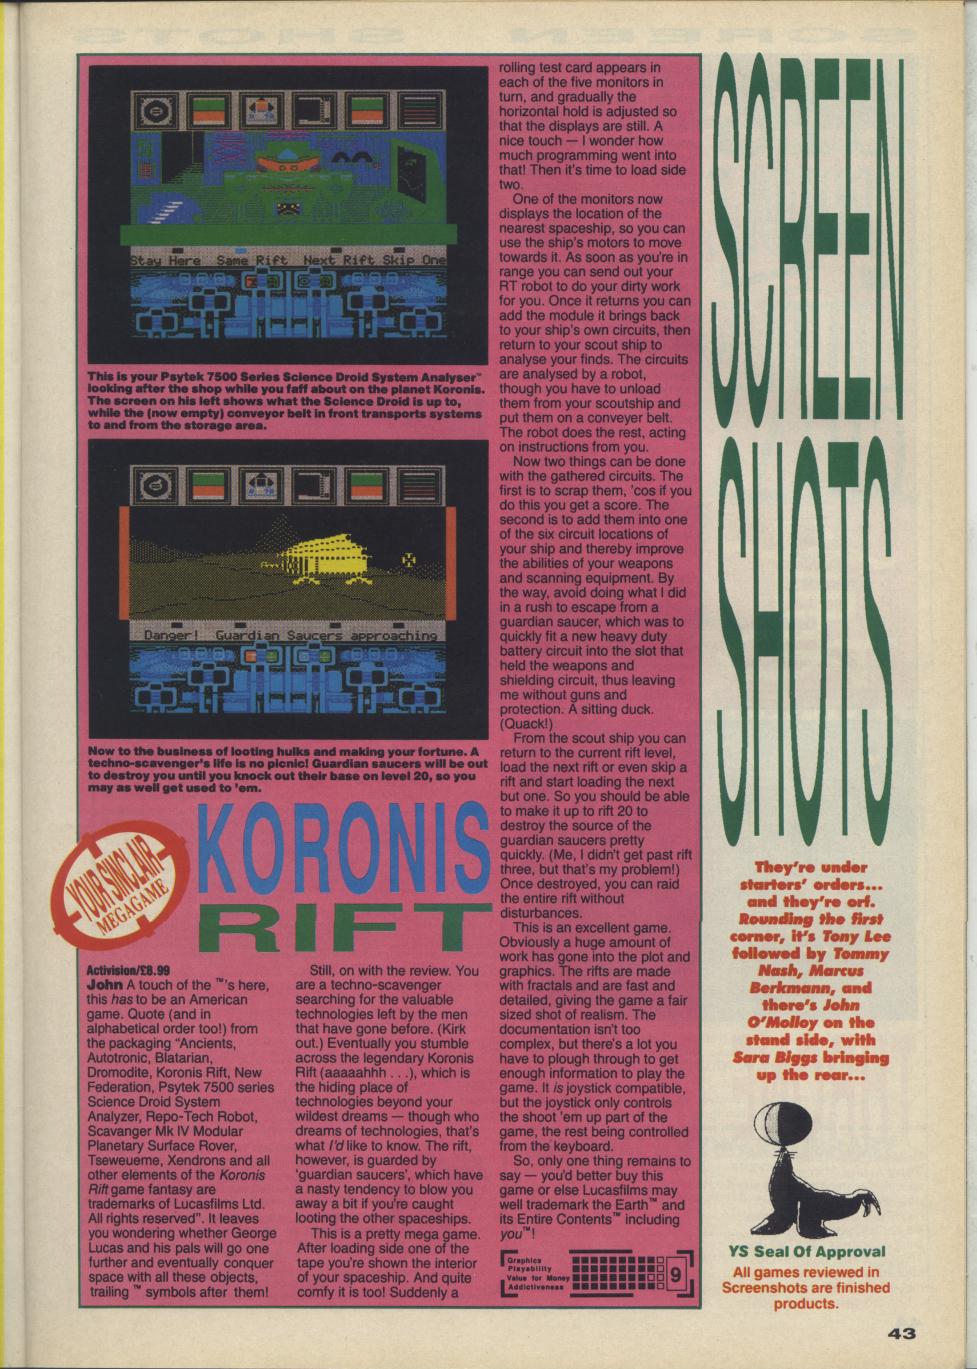 Stay Here Same Rift Next Rift Skip One
This is your Psytek 7500 Series Science Droid System Analyser™
looking after the shop while you faff about on the planet Koronis.
The screen on his left shows what the Science Droid is up to,
while the (now empty) conveyor belt in front transports systems
to and from the storage area.
Danger! Guardian Saucers approaching
Now to the business of looting hulks and making your fortune. A
techno-scavenger's life is no picnic! Guardian saucers will be out
to destroy you until you knock out their base on level 20, so you
may as well get used to 'em.
YOUR SINCLAIR
MEGAGAME
KORONIS
RIFT
Activision/£8.99
John A touch of the ™'s here,
this has to be an American
game. Quote (and in
alphabetical order too!) from
the packaging "Ancients,
Autotronic, Blatarian,
Dromodite, Koronis Rift, New
Federation, Psytek 7500 series
Science Droid System
Analyzer, Repo-Tech Robot,
Scavanger Mk IV Modular
Planetary Surface Rover,
Tseweueme, Xendrons and all
other elements of the Koronis
Rift game fantasy are
trademarks of Lucasfilms Ltd.
All rights reserved". It leaves
you wondering whether George
Lucas and his pals will go one
further and eventually conquer
space with all these objects,
trailing ™ symbols after them!
Still, on with the review. You
are a techno-scavenger
searching for the valuable
technologies left by the men
that have gone before. (Kirk
out.) Eventually you stumble
across the legendary Koronis
Rift (aaaaahhh . . .), which is
the hiding place of
technologies beyond your
wildest dreams — though who
dreams of technologies, that's
what I'd like to know. The rift,
however, is guarded by
'guardian saucers', which have
a nasty tendency to blow you
away a bit if you're caught
looting the other spaceships.
This is a pretty mega game.
After loading side one of the
tape you're shown the interior
of your spaceship. And quite
comfy it is too! Suddenly a
rolling test card appears in
each of the five monitors in
turn, and gradually the
horizontal hold is adjusted so
that the displays are still. A
nice touch — I wonder how
much programming went into
that! Then it's time to load side
two.
One of the monitors now
displays the location of the
nearest spaceship, so you can
use the ship's motors to move
towards it. As soon as you're in
range you can send out your
RT robot to do your dirty work
for you. Once it returns you can
add the module it brings back
to your ship's own circuits, then
return to your scout ship to
analyse your finds. The circuits
are analysed by a robot,
though you have to unload
them from your scoutship and
put them on a conveyer belt.
The robot does the rest, acting
on instructions from you.
Now two things can be done
with the gathered circuits. The
first is to scrap them, 'cos if you
do this you get a score. The
second is to add them into one
of the six circuit locations of
your ship and thereby improve
the abilities of your weapons
and scanning equipment. By
the way, avoid doing what I did
in a rush to escape from a
guardian saucer, which was to
quickly fit a new heavy duty
battery circuit into the slot that
held the weapons and
shielding circuit, thus leaving
me without guns and
protection. A sitting duck.
(Quack!)
From the scout ship you can
return to the current rift level,
load the next rift or even skip a
rift and start loading the next
but one. So you should be able
to make it up to rift 20 to
destroy the source of the
guardian saucers pretty
quickly. (Me, I didn't get past rift
three, but that's my problem!)
Once destroyed, you can raid
the entire rift without
disturbances.
This is an excellent game.
Obviously a huge amount of
work has gone into the plot and
graphics. The rifts are made
with fractals and are fast and
detailed, giving the game a fair
sized shot of realism. The
documentation isn't too
complex, but there's a lot you
have to plough through to get
enough information to play the
game. It is joystick compatible,
but the joystick only controls
the shoot 'em up part of the
game, the rest being controlled
from the keyboard.
So, only one thing remains to
say — you'd better buy this
game or else Lucasfilms may
well trademark the Earth™ and
its Entire Contents™ including
you™!
Graphics
Playability
Value for Money
Addictiveness
9
SCREEN
SHOTS
They're under
starters' orders...
and they're orf.
Rounding the first
corner, it's Tony Lee
followed by Tommy
Nash, Marcus
Berkmann, and
there's John
O'Molloy on the
stand side, with
Sara Biggs bringing
up the rear...
YS Seal Of Approval
All games reviewed in
Screenshots are finished
products.
43